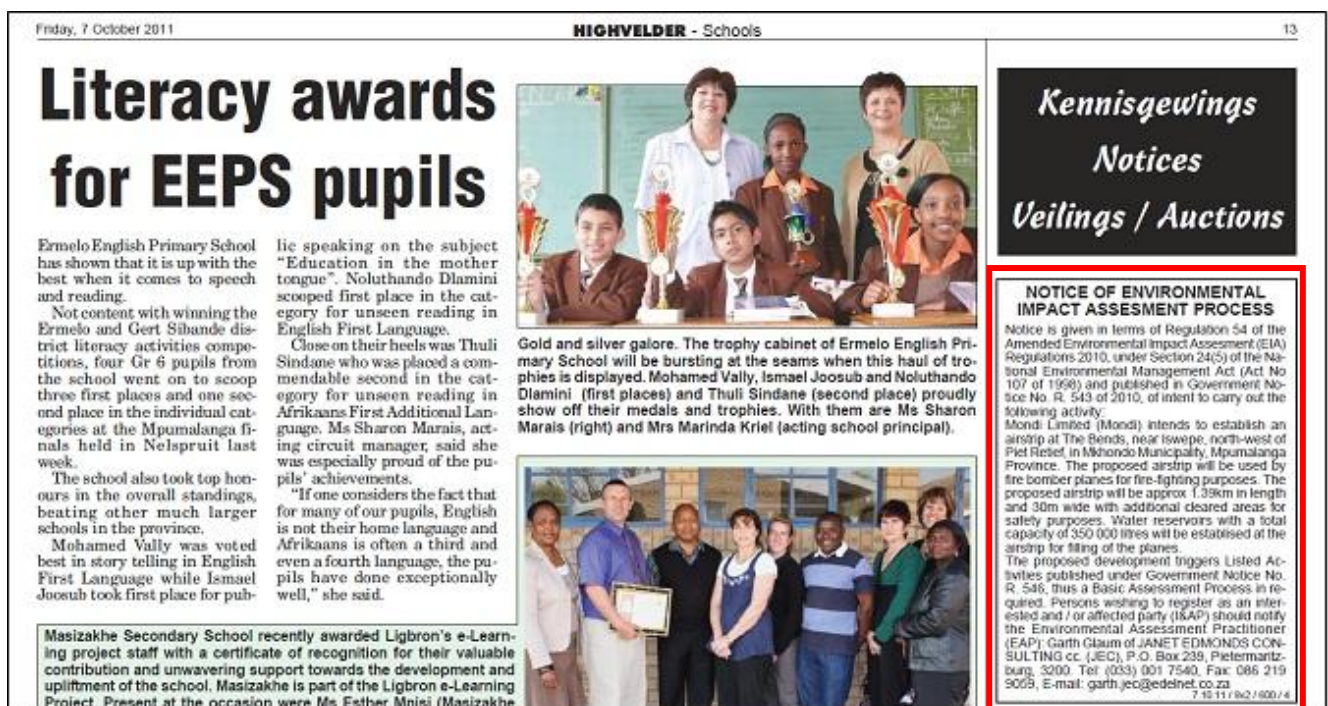 Friday, 7 October 2011
HIGHVELDER - Schools
13
Literacy awards
for EEPS pupils
Ermelo English Primary School
has shown that it is up with the
best when it comes to speech
and reading.
Not content with winning the
Ermelo and Gert Sibande dis-
trict literacy activities compe-
titions, four Gr 6 pupils from
the school went on to scoop
three first places and one sec-
ond place in the individual cat-
egories at the Mpumalanga fi-
nals held in Nelspruit last
week.
The school also took top hon-
ours in the overall standings,
beating other much larger
schools in the province.
Mohamed Vally was voted
best in story telling in English
First Language while Ismael
Joosub took first place for pub-
lic speaking on the subject
“Education in the mother
tongue”. Noluthando Dlamini
scooped first place in the cat-
egory for unseen reading in
English First Language.
Close on their heels was Thuli
Sindane who was placed a com-
mendable second in the cat-
egory for unseen reading in
Afrikaans First Additional Lan-
guage. Ms Sharon Marais, act-
ing circuit manager, said she
was especially proud of the pu-
pils’ achievements.
“If one considers the fact that
for many of our pupils, English
is not their home language and
Afrikaans is often a third and
even a fourth language, the pu-
pils have done exceptionally
well,” she said.
Gold and silver galore. The trophy cabinet of Ermelo English Pri-
mary School will be bursting at the seams when this haul of tro-
phies is displayed. Mohamed Vally, Ismael Joosub and Noluthando
Dlamini (first places) and Thuli Sindane (second place) proudly
show off their medals and trophies. With them are Ms Sharon
Marais (right) and Mrs Marinda Kriel (acting school principal).
Masizakhe Secondary School recently awarded Ligbron's e-Learn-
ing project staff with a certificate of recognition for their valuable
contribution and unwavering support towards the development and
upliftment of the school. Masizakhe is part of the Ligbron e-Learning
Project. Present at the occasion were Ms Esther Mnisi (Masizakhe
Kennisgewings
Notices
Veilings / Auctions
NOTICE OF ENVIRONMENTAL
IMPACT ASSESMENT PROCESS
Notice is given in terms of Regulation 54 of the
Amended Environmental Impact Assesment (EIA)
Regulations 2010, under Section 24(5) of the Na-
tional Environmental Management Act (Act No
107 of 1998) and published in Government No-
tice No. R. 543 of 2010, of intent to carry out the
following activity:
Mondi Limited (Mondi) intends to establish an
airstrip at The Bends, near Iswepe, north-west of
Piet Retief, in Mkhondo Municipality, Mpumalanga
Province. The proposed airstrip will be used by
fire bomber planes for fire-fighting purposes. The
proposed airstrip will be approx 1.39km in length
and 30m wide with additional cleared areas for
safety purposes. Water reservoirs with a total
capacity of 350 000 litres will be establised at the
airstrip for filling of the planes.
The proposed development triggers Listed Ac-
tivities published under Government Notice No.
R. 546, thus a Basic Assessment Process in re-
quired. Persons wishing to register as an inter-
ested and / or affected party (I&AP) should notify
the Environmental Assessment Practitioner
(EAP): Garth Glaum of JANET EDMONDS CON-
SULTING cc. (JEC), P.O. Box 239, Pietermaritz-
burg, 3200. Tel: (033) 001 7540, Fax: 086 219
9059, E-mail: garth.jec@edelnet.co.za
7.10.11 / 9x2 / 600 / 4